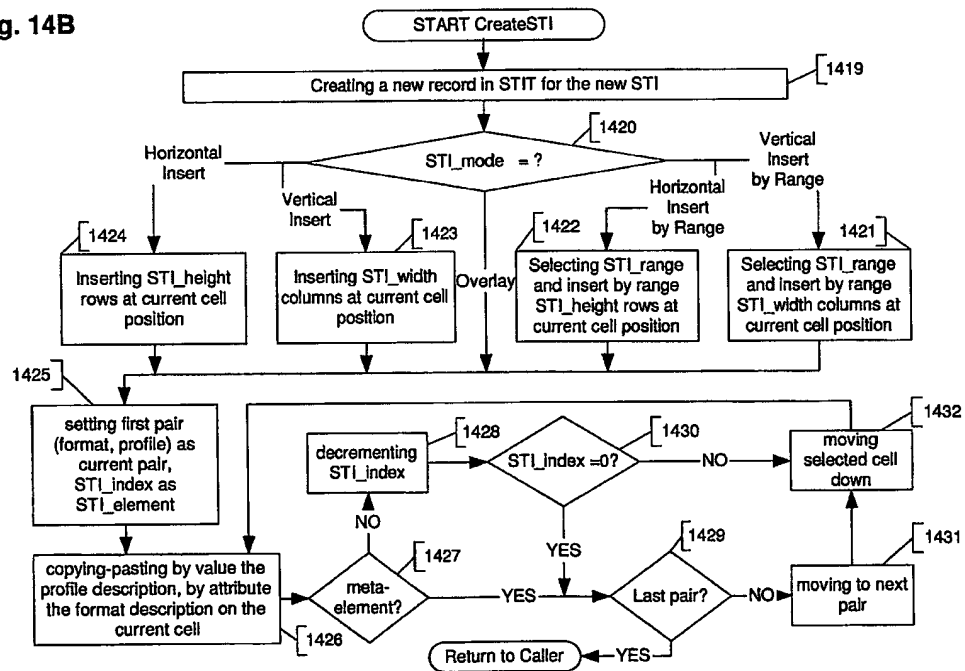 g. 14B
START CreateSTI
Creating a new record in STIT for the new STI
1419
1420
STI_mode = ?
Horizontal
Insert
Vertical
Insert
Overlay
Horizontal
Insert
by Range
Vertical
Insert
by Range
1424
Inserting STI_height
rows at current cell
position
1423
Inserting STI_width
columns at current cell
position
1422
Selecting STI_range
and insert by range
STI_height rows at
current cell position
1421
Selecting STI_range
and insert by range
STI_width columns at
current cell position
1425
setting first pair
(format, profile) as
current pair,
STI_index as
STI_element
1428
decrementing
STI_index
1430
STI_index =0?
NO
1432
moving
selected cell
down
NO
YES
copying-pasting by value the
profile description, by attribute
the format description on the
current cell
1426
1427
meta-
element?
YES
1429
Last pair?
NO
1431
moving to next
pair
YES
Return to Caller